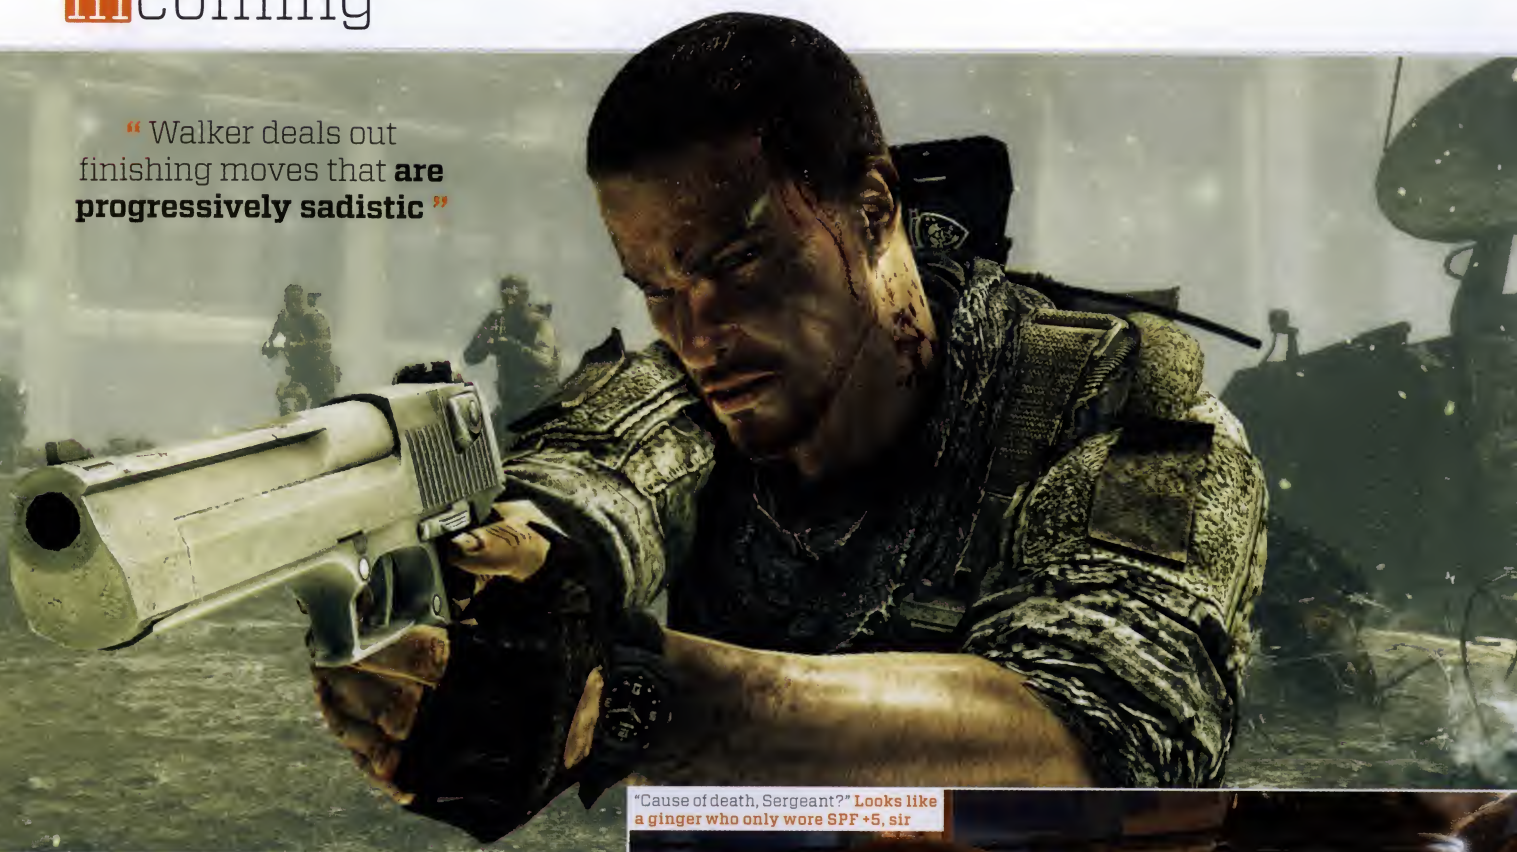 incoming
“ Walker deals out
finishing moves that are
progressively sadistic ”
"Cause of death, Sergeant?" Looks like
a ginger who only wore SPF +5, sir